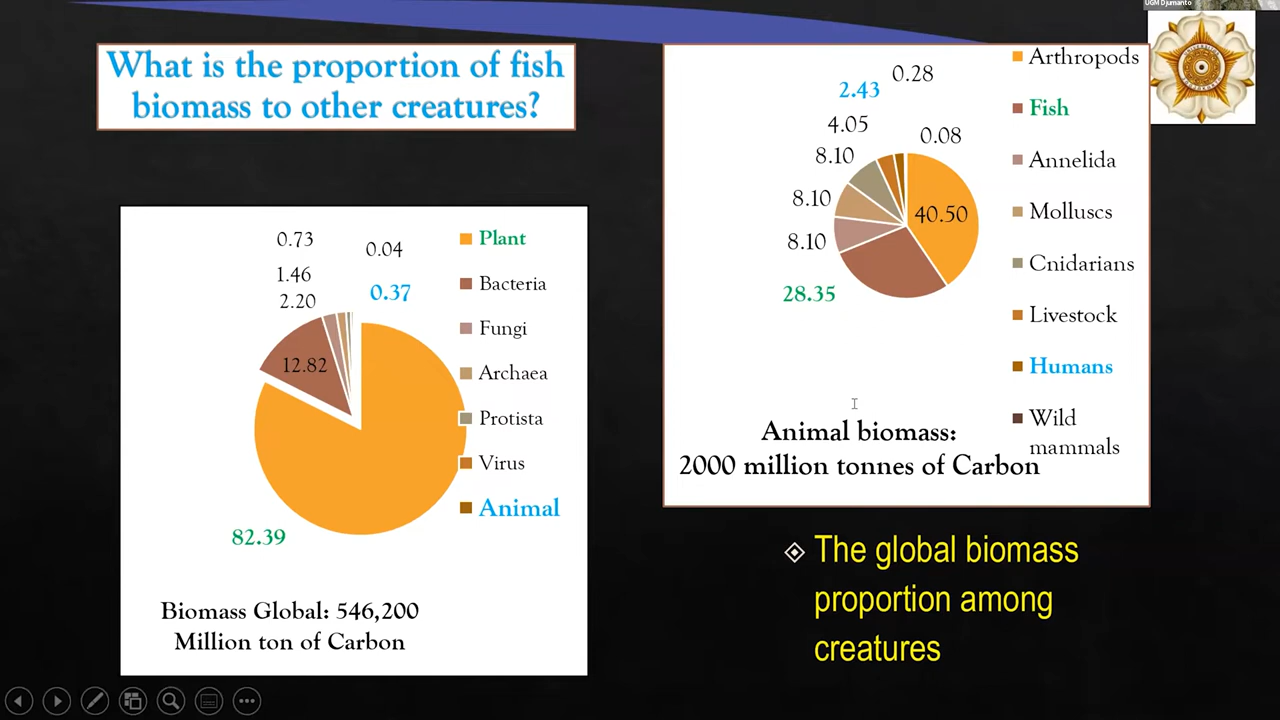 UGM Djumanto
What is the proportion of fish
biomass to other creatures?
0.73
0.04
1.46
0.37
2.20
12.82
82.39
Plant
Bacteria
Fungi
Archaea
Protista
Virus
Animal
Biomass Global: 546,200
Million ton of Carbon
0.28
2.43
4.05
0.08
8.10
8.10
40.50
8.10
28.35
Arthropods
Fish
Annelida
Molluscs
Cnidarians
Livestock
Humans
Wild
mammals
Animal biomass:
2000 million tonnes of Carbon
The global biomass
proportion among
creatures